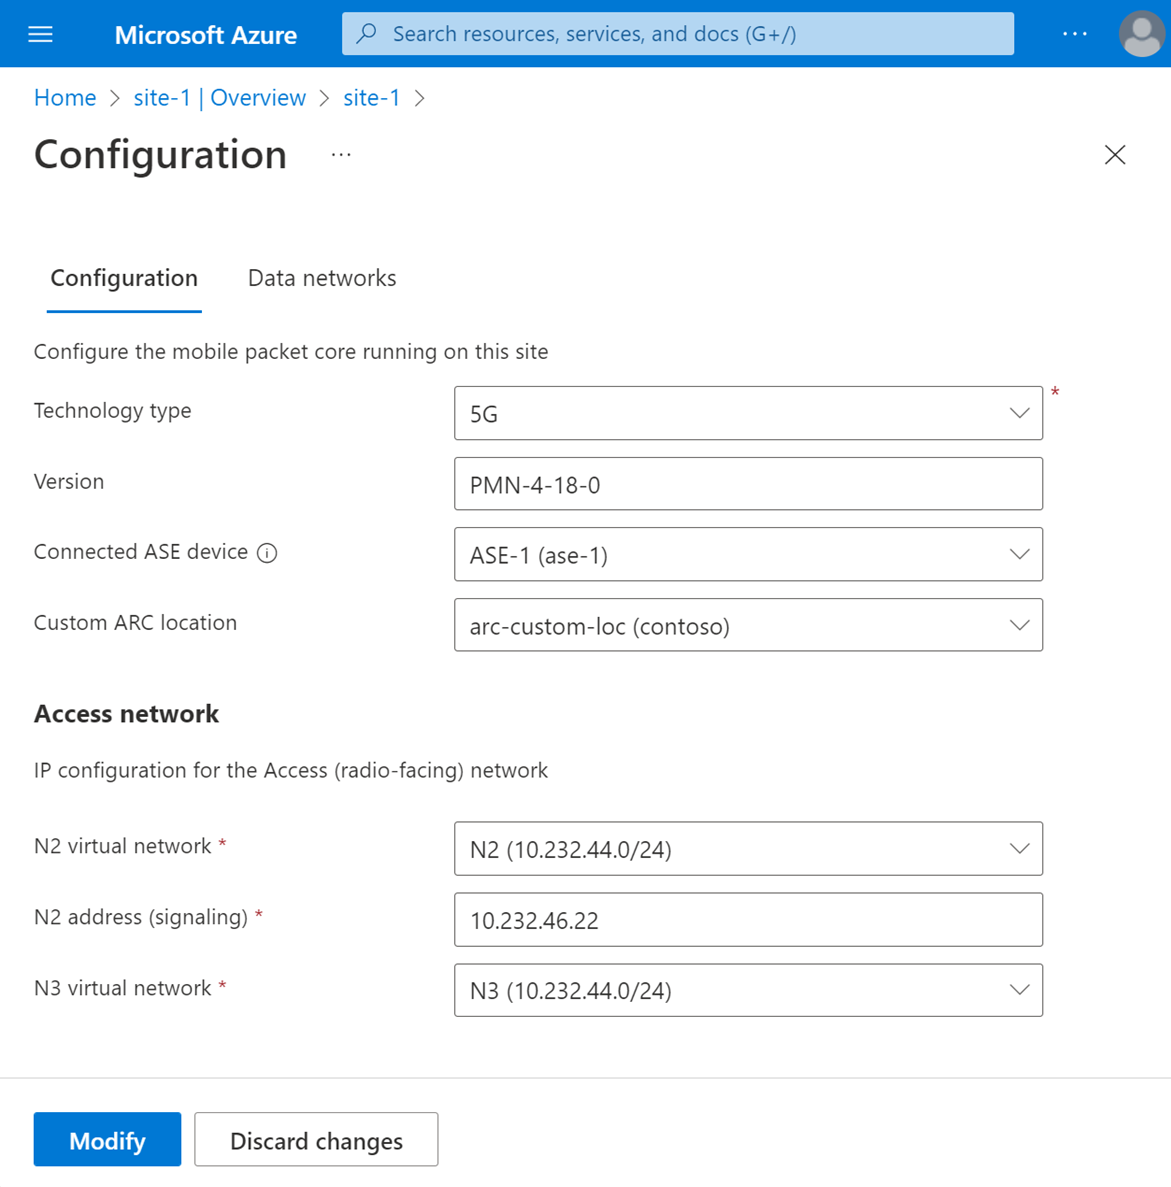 Microsoft Azure
Search resources, services, and docs (G+/)
···
Home > site-1 | Overview > site-1 >
Configuration ···
Configuration Data networks
Configure the mobile packet core running on this site
Technology type 5G *
Version PMN-4-18-0
Connected ASE device ASE-1 (ase-1)
Custom ARC location arc-custom-loc (contoso)
Access network
IP configuration for the Access (radio-facing) network
N2 virtual network * N2 (10.232.44.0/24)
N2 address (signaling) * 10.232.46.22
N3 virtual network * N3 (10.232.44.0/24)
Modify Discard changes